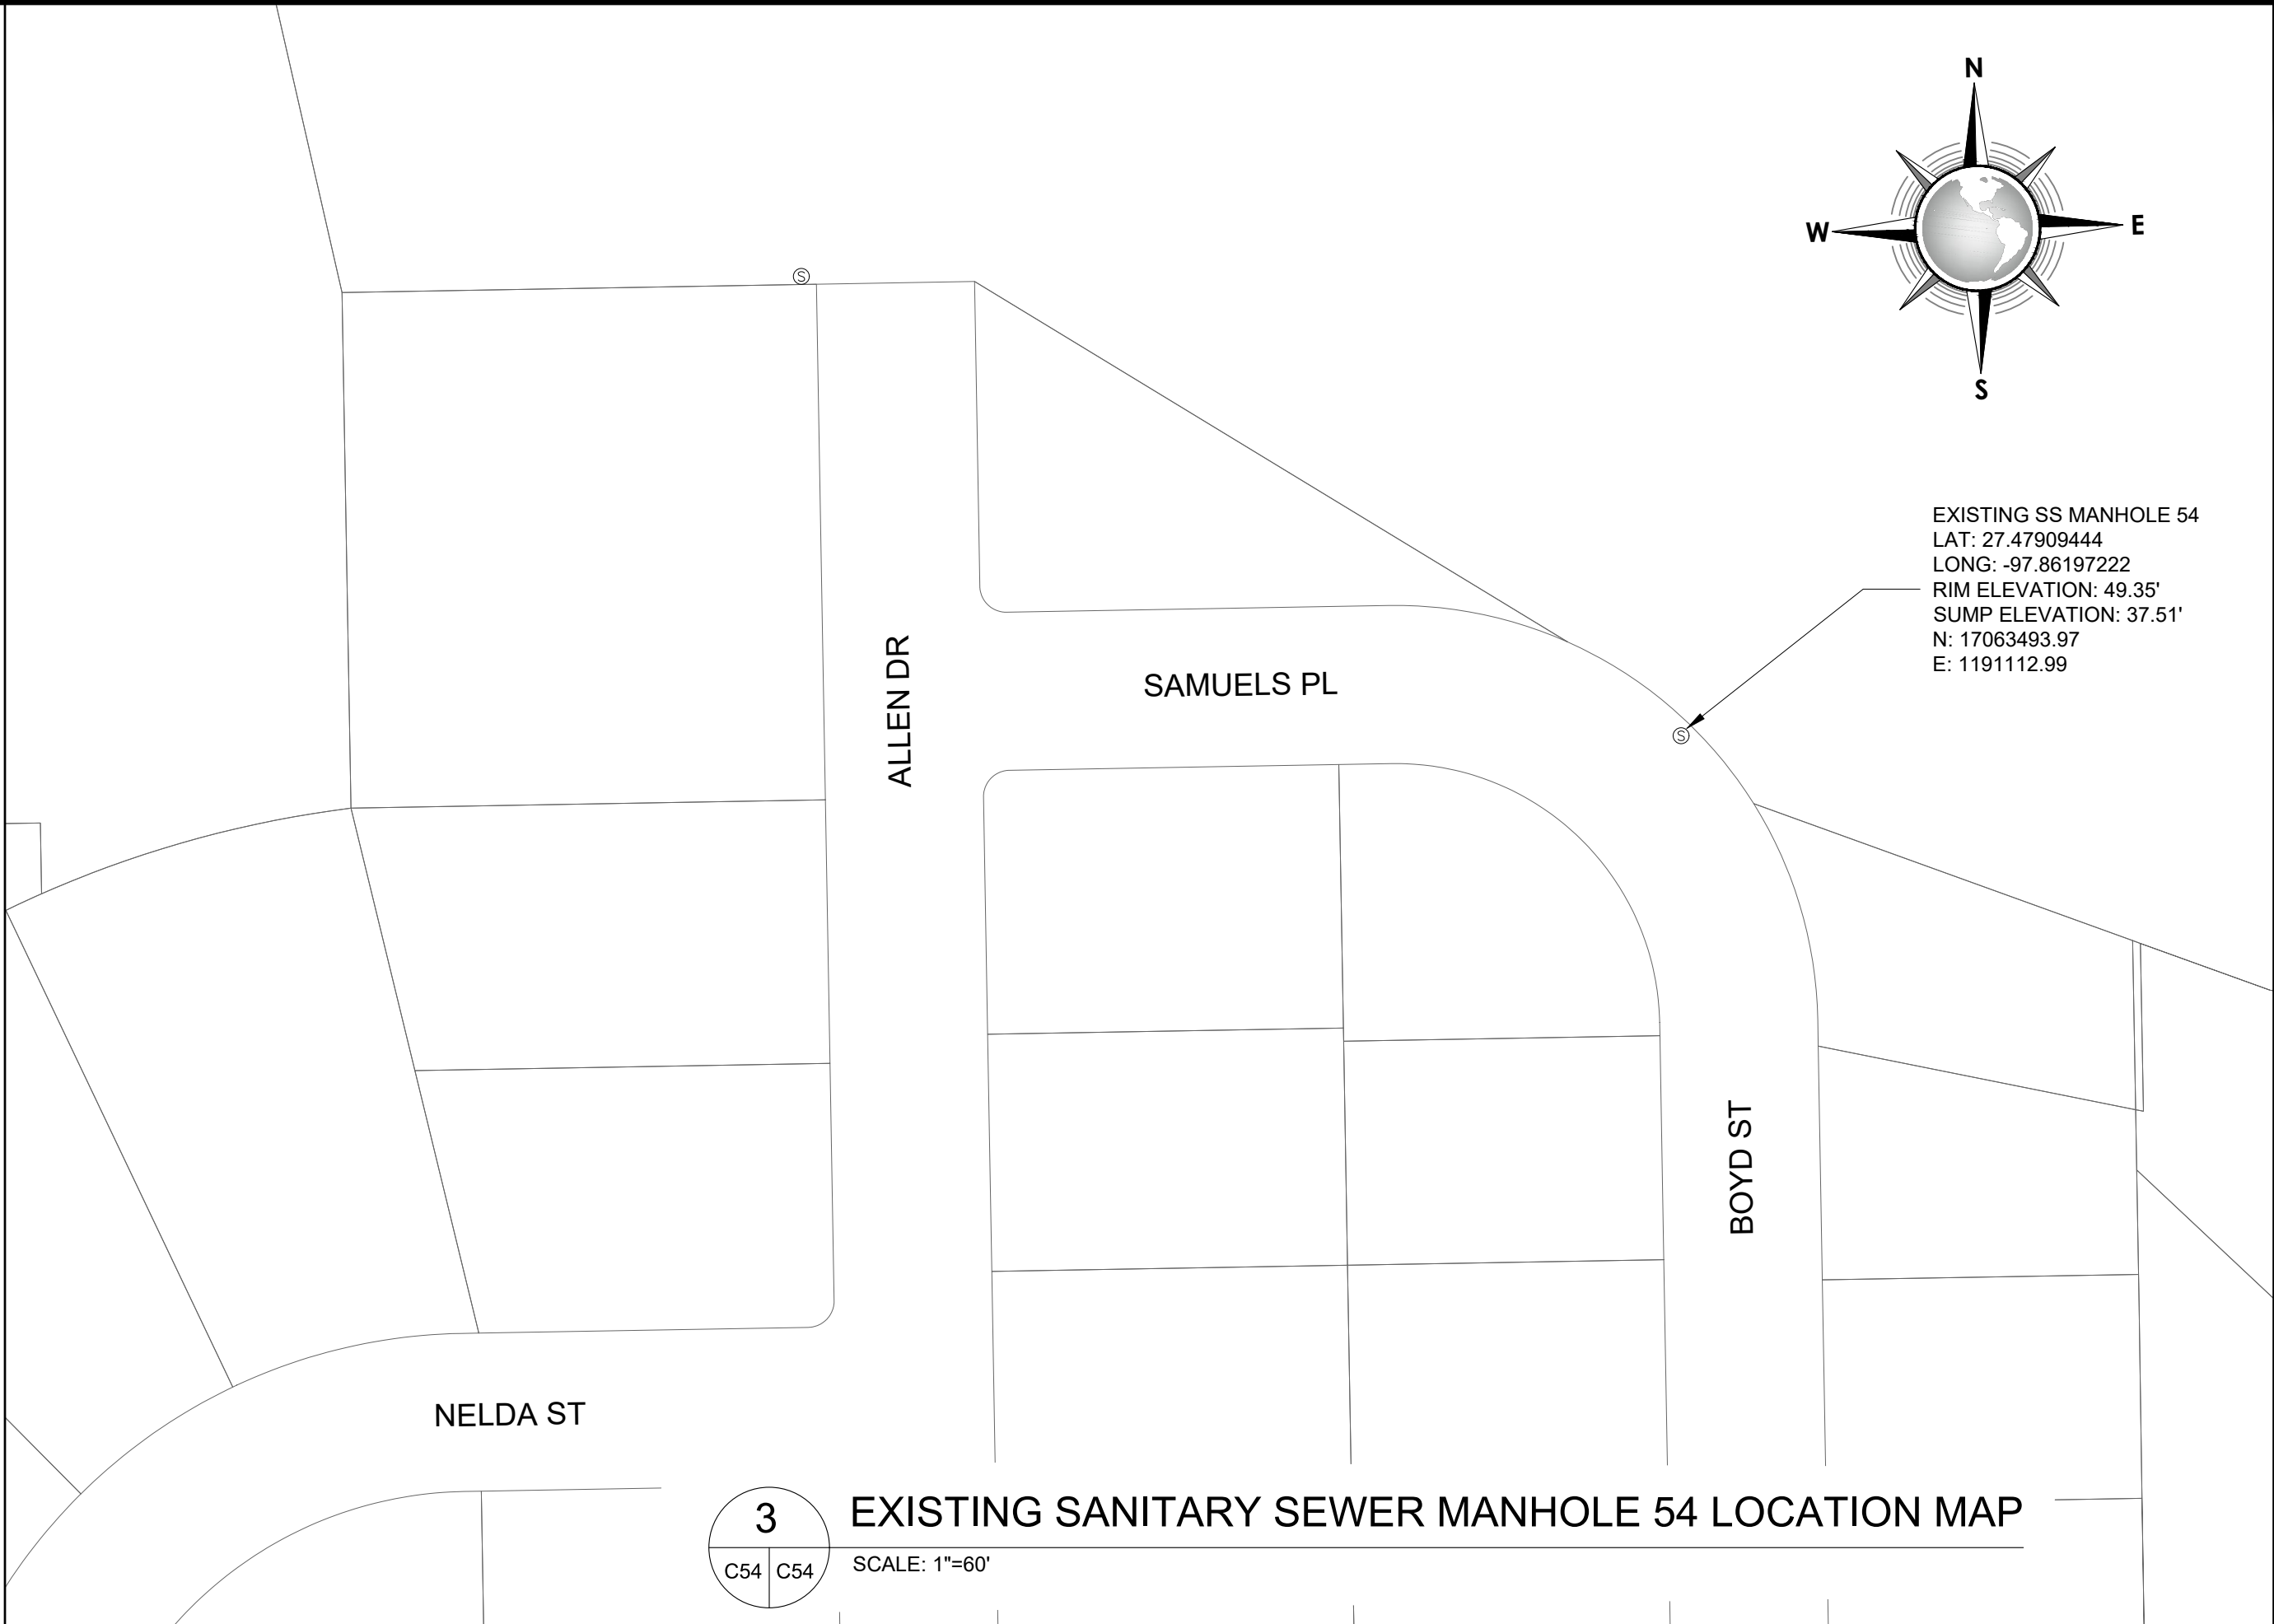 N
W
E
S
S
EXISTING SS MANHOLE 54
LAT: 27.47909444
LONG: -97.86197222
RIM ELEVATION: 49.35'
SUMP ELEVATION: 37.51'
N: 17063493.97
E: 1191112.99
ALLEN DR
SAMUELS PL
S
BOYD ST
NELDA ST
3
C54
C54
EXISTING SANITARY SEWER MANHOLE 54 LOCATION MAP
SCALE: 1"=60'